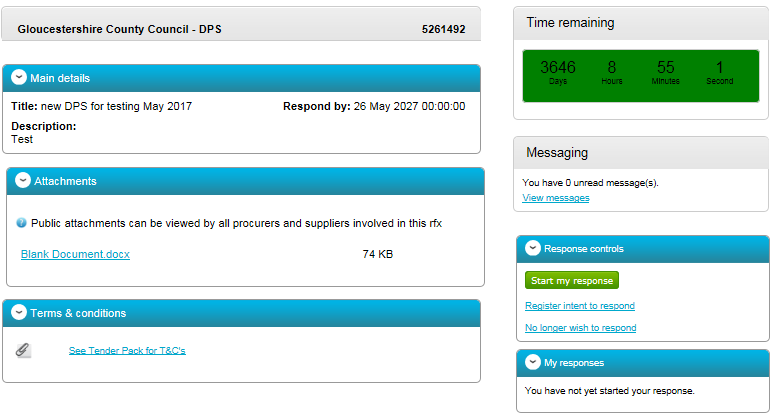 Gloucestershire County Council - DPS 5261492
Main details
Title: new DPS for testing May 2017 Respond by: 26 May 2027 00:00:00
Description:
Test
Attachments
Public attachments can be viewed by all procurers and suppliers involved in this rfx
Blank Document.docx 74 KB
Terms & conditions
See Tender Pack for T&C's
Time remaining
3646 8 55 1
Days Hours Minutes Second
Messaging
You have 0 unread message(s).
View messages
Response controls
Start my response
Register intent to respond
No longer wish to respond
My responses
You have not yet started your response.